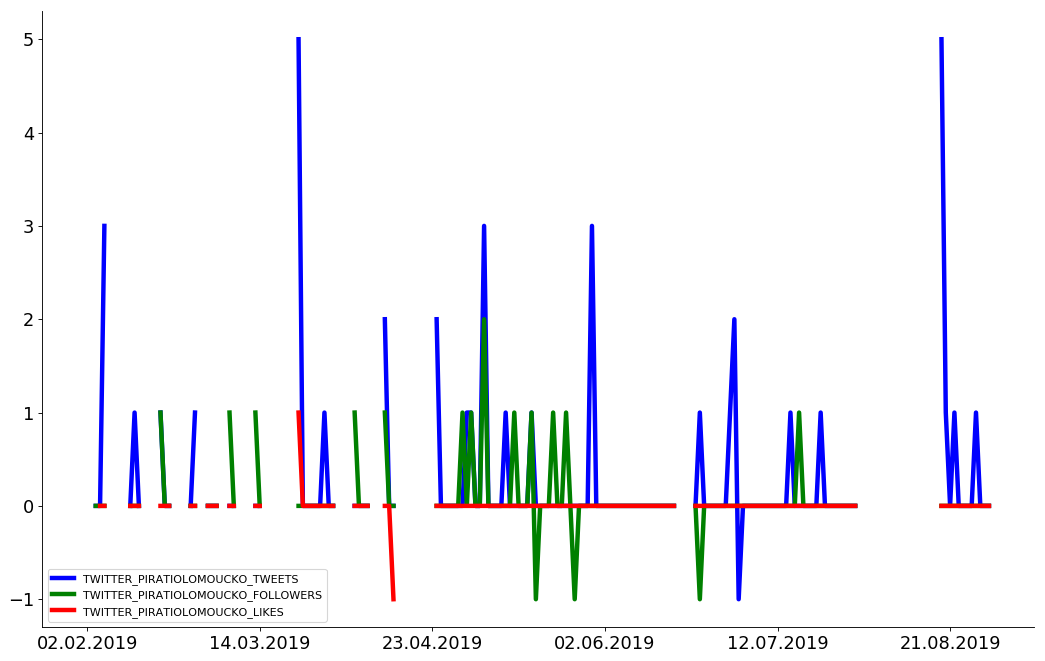 5
4
3
2
1
0
−1
TWITTER_PIRATIOLOMOUCKO_TWEETS
TWITTER_PIRATIOLOMOUCKO_FOLLOWERS
TWITTER_PIRATIOLOMOUCKO_LIKES
02.02.2019 14.03.2019 23.04.2019 02.06.2019 12.07.2019 21.08.2019